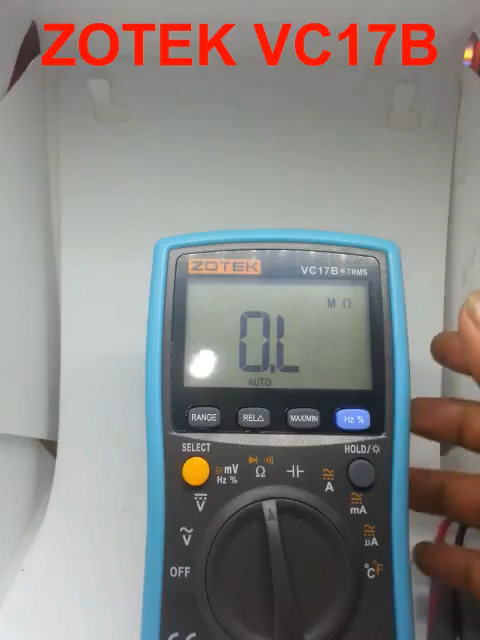 ZOTEK VC17B
ZOTEK
VC17B+TRMS
M Ω
0.L
AUTO
RANGE
REL△
MAX/MIN
Hz %
SELECT
HOLD/
mV
Hz %
Ω
A
V
mA
V
μA
OFF
°C°F
CE